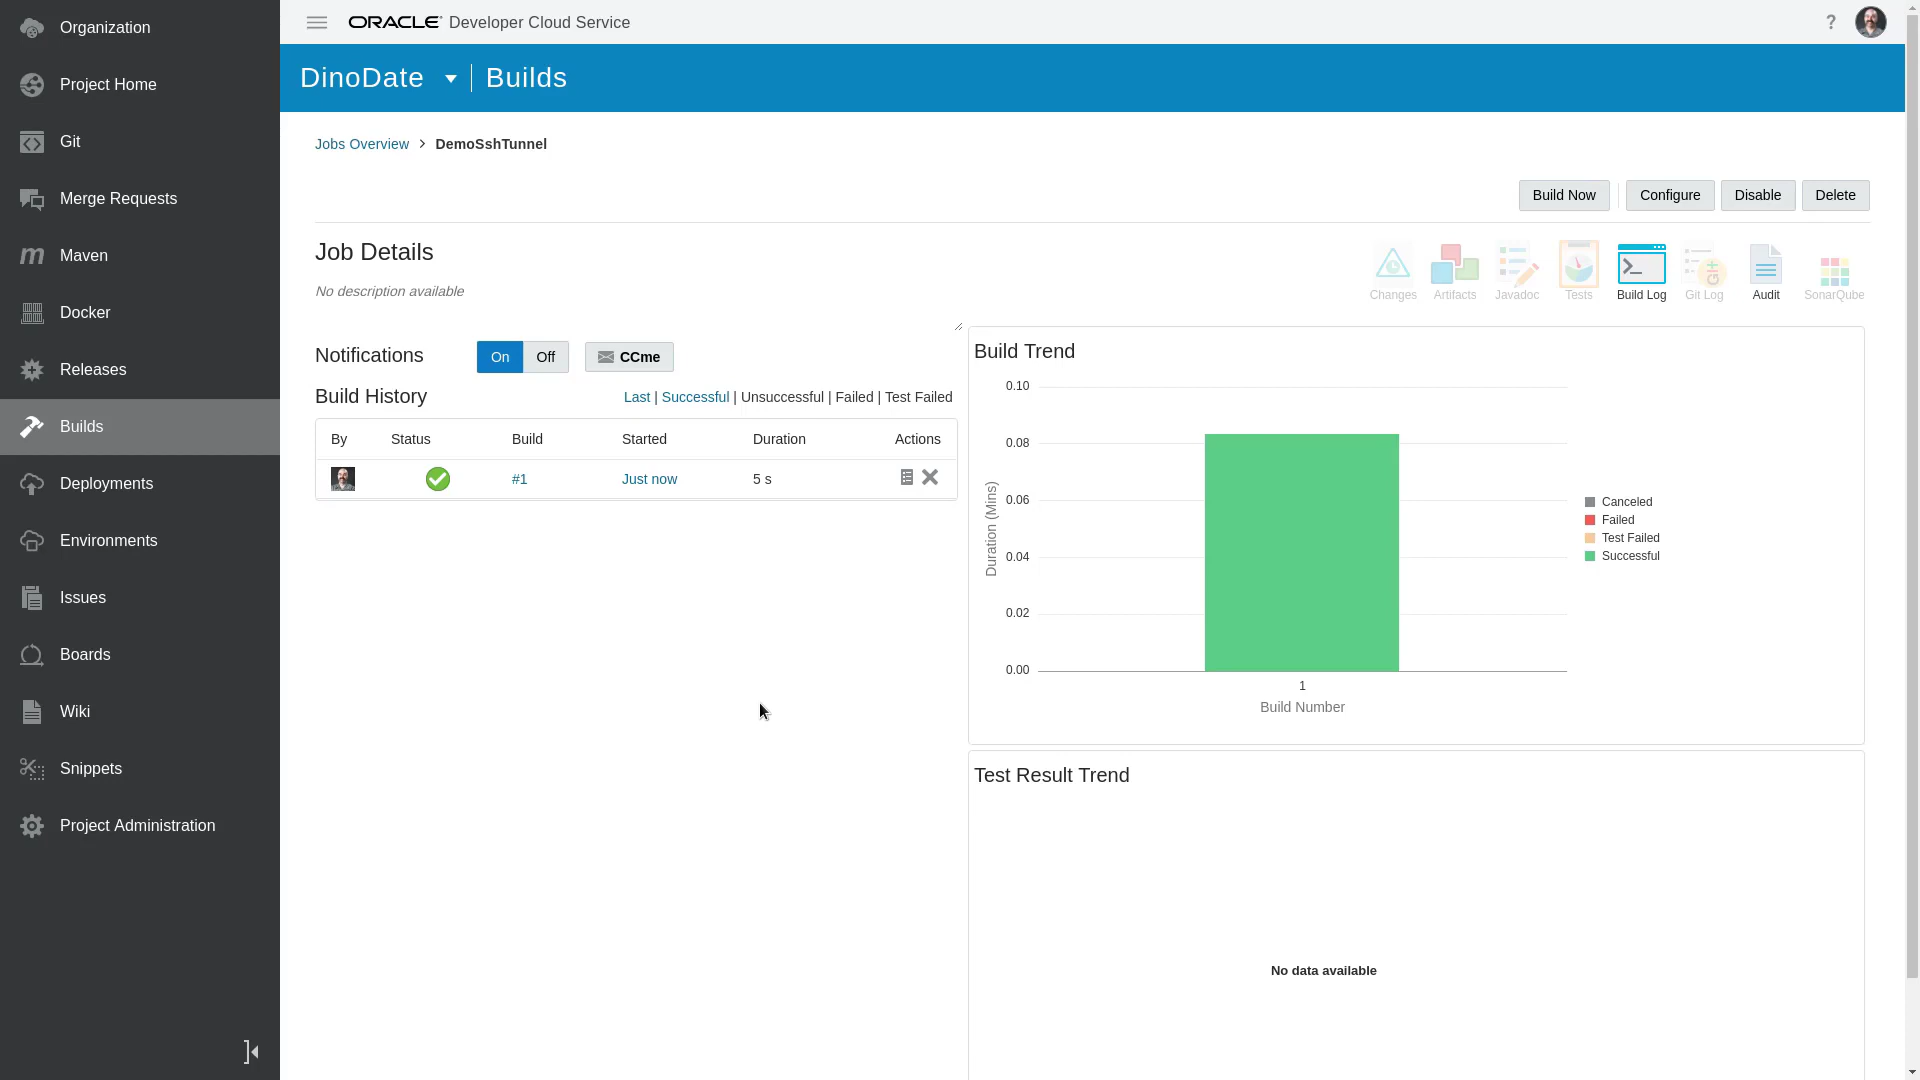 Organization
Project Home
Git
Merge Requests
Maven
Docker
Releases
Builds
Deployments
Environments
Issues
Boards
Wiki
Snippets
Project Administration
ORACLE Developer Cloud Service
?
DinoDate Builds
Jobs Overview > DemoSshTunnel
Build Now Configure Disable Delete
Job Details
No description available
Changes Artifacts Javadoc Tests Build Log Git Log Audit SonarQube
Notifications On Off CCme
Build History Last | Successful | Unsuccessful | Failed | Test Failed
By Status Build Started Duration Actions
#1 Just now 5 s
Build Trend
0.10
0.08
0.06
0.04
0.02
0.00
Duration (Mins)
1
Build Number
Canceled
Failed
Test Failed
Successful
Test Result Trend
No data available